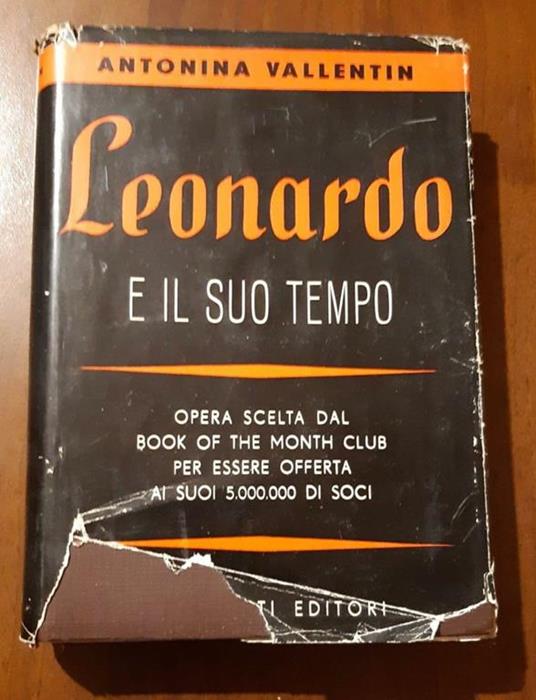 ANTONINA VALLENTIN
Leonardo
E IL SUO TEMPO
OPERA SCELTA DAL
BOOK OF THE MONTH CLUB
PER ESSERE OFFERTA
AI SUOI 5.000.000 DI SOCI
EDITORI